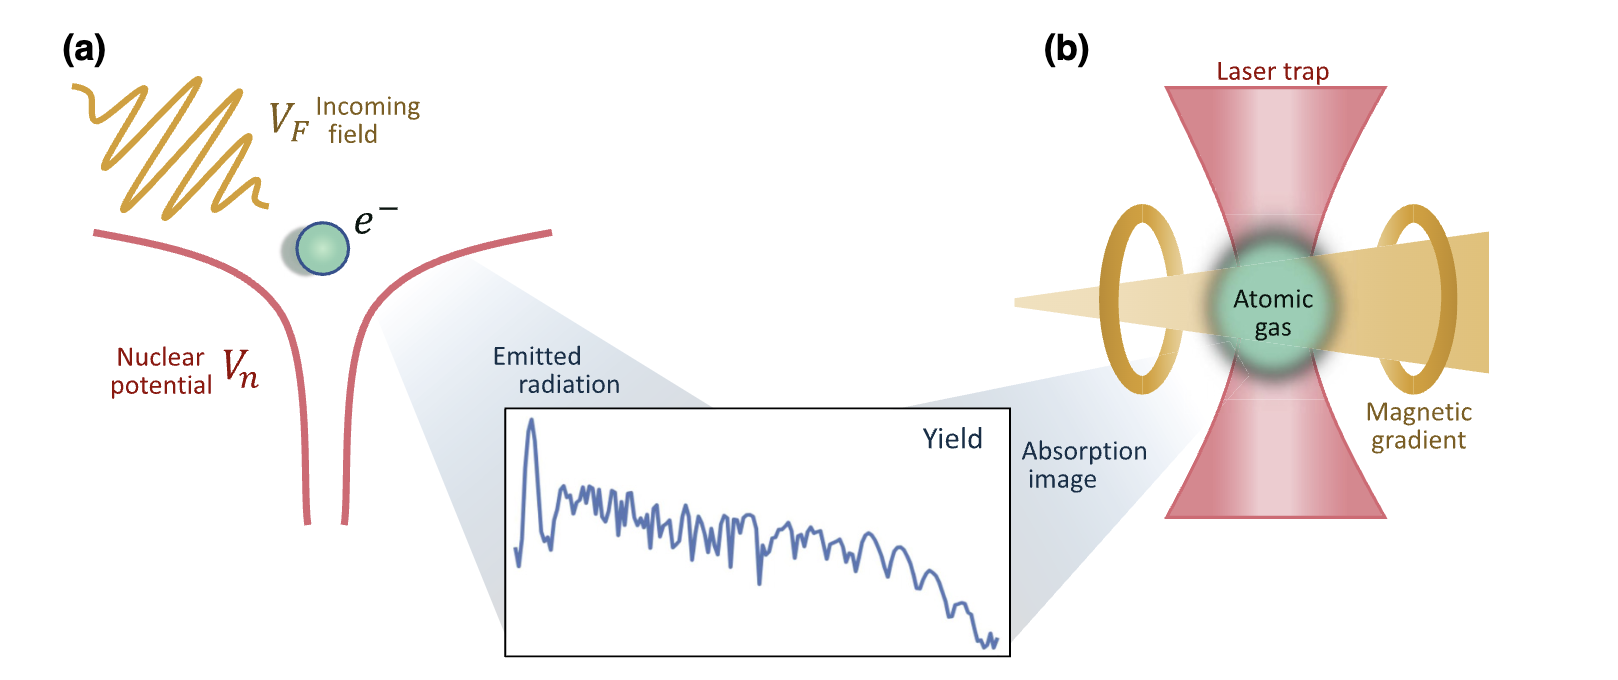 (a)
V_F Incoming
field
e⁻
Nuclear
potential V_n
Emitted
radiation
Yield
(b)
Laser trap
Atomic
gas
Magnetic
gradient
Absorption
image